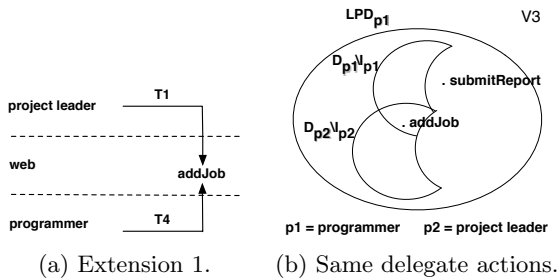 project leader
T1
web
addJob
programmer
T4
(a) Extension 1.
LPDp1
V3
Dp1\Ip1
. submitReport
Dp2\Ip2
. addJob
p1 = programmer p2 = project leader
(b) Same delegate actions.